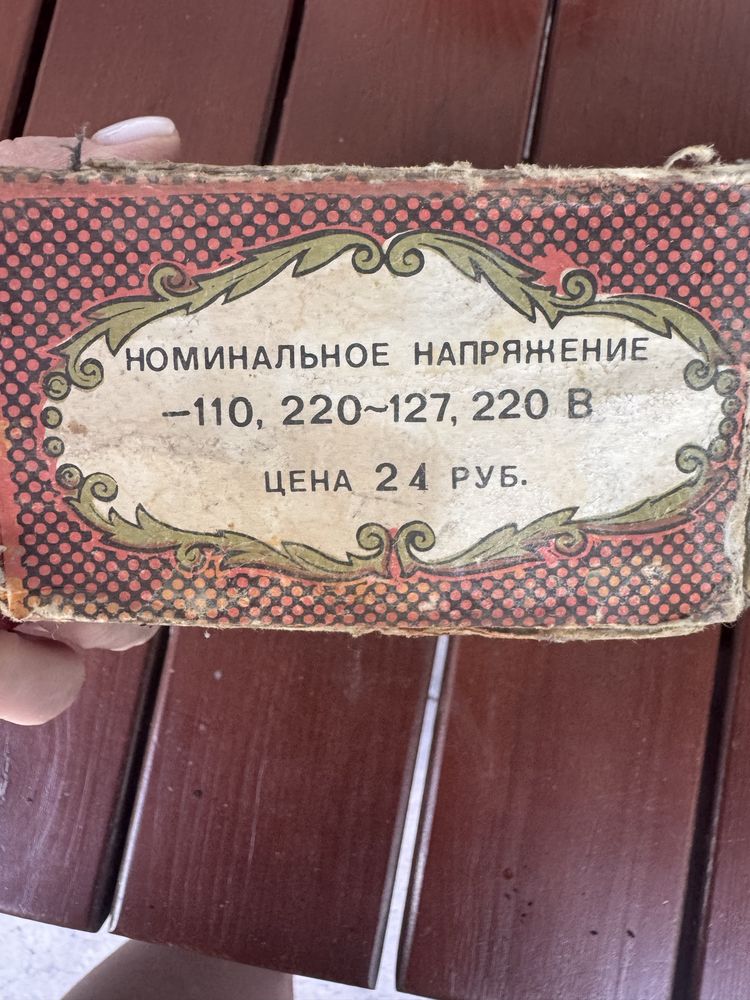 НОМИНАЛЬНОЕ НАПРЯЖЕНИЕ
–110, 220~127, 220 В
ЦЕНА 24 РУБ.